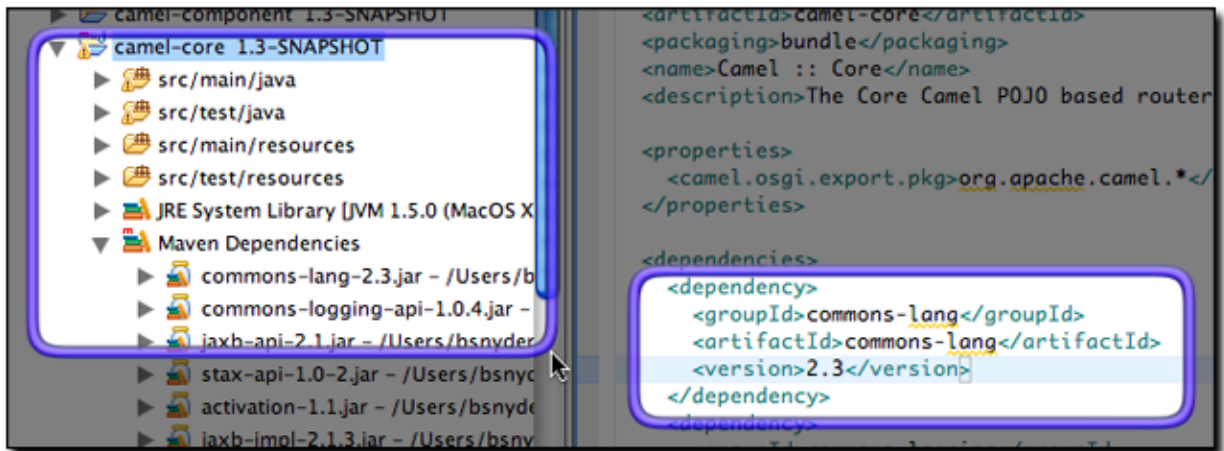 camel-component 1.3-SNAPSHOT
camel-core 1.3-SNAPSHOT
src/main/java
src/test/java
src/main/resources
src/test/resources
JRE System Library [JVM 1.5.0 (MacOS X
Maven Dependencies
commons-lang-2.3.jar – /Users/b
commons-logging-api-1.0.4.jar –
jaxb-api-2.1.jar – /Users/bsnyder
stax-api-1.0-2.jar – /Users/bsnyd
activation-1.1.jar – /Users/bsnyde
jaxb-impl-2.1.3.jar – /Users/bsny
<artifactId>camel-core</artifactId>
<packaging>bundle</packaging>
<name>Camel :: Core</name>
<description>The Core Camel POJO based router
<properties>
<camel.osgi.export.pkg>org.apache.camel.*</
</properties>
<dependencies>
<dependency>
<groupId>commons-lang</groupId>
<artifactId>commons-lang</artifactId>
<version>2.3</version>
</dependency>
<dependency>